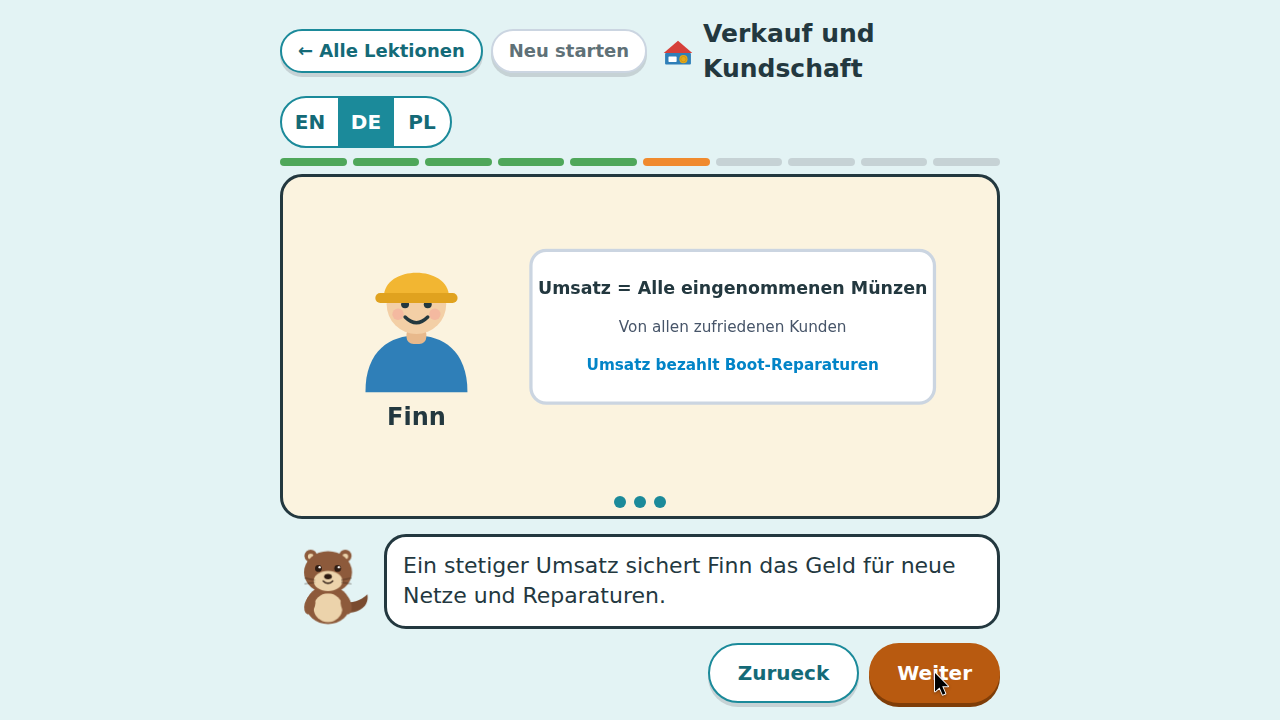 ← Alle Lektionen
Neu starten
Verkauf und
Kundschaft
EN DE PL
Umsatz = Alle eingenommenen Münzen
Von allen zufriedenen Kunden
Umsatz bezahlt Boot-Reparaturen
Finn
Ein stetiger Umsatz sichert Finn das Geld für neue
Netze und Reparaturen.
Zurueck
Weiter